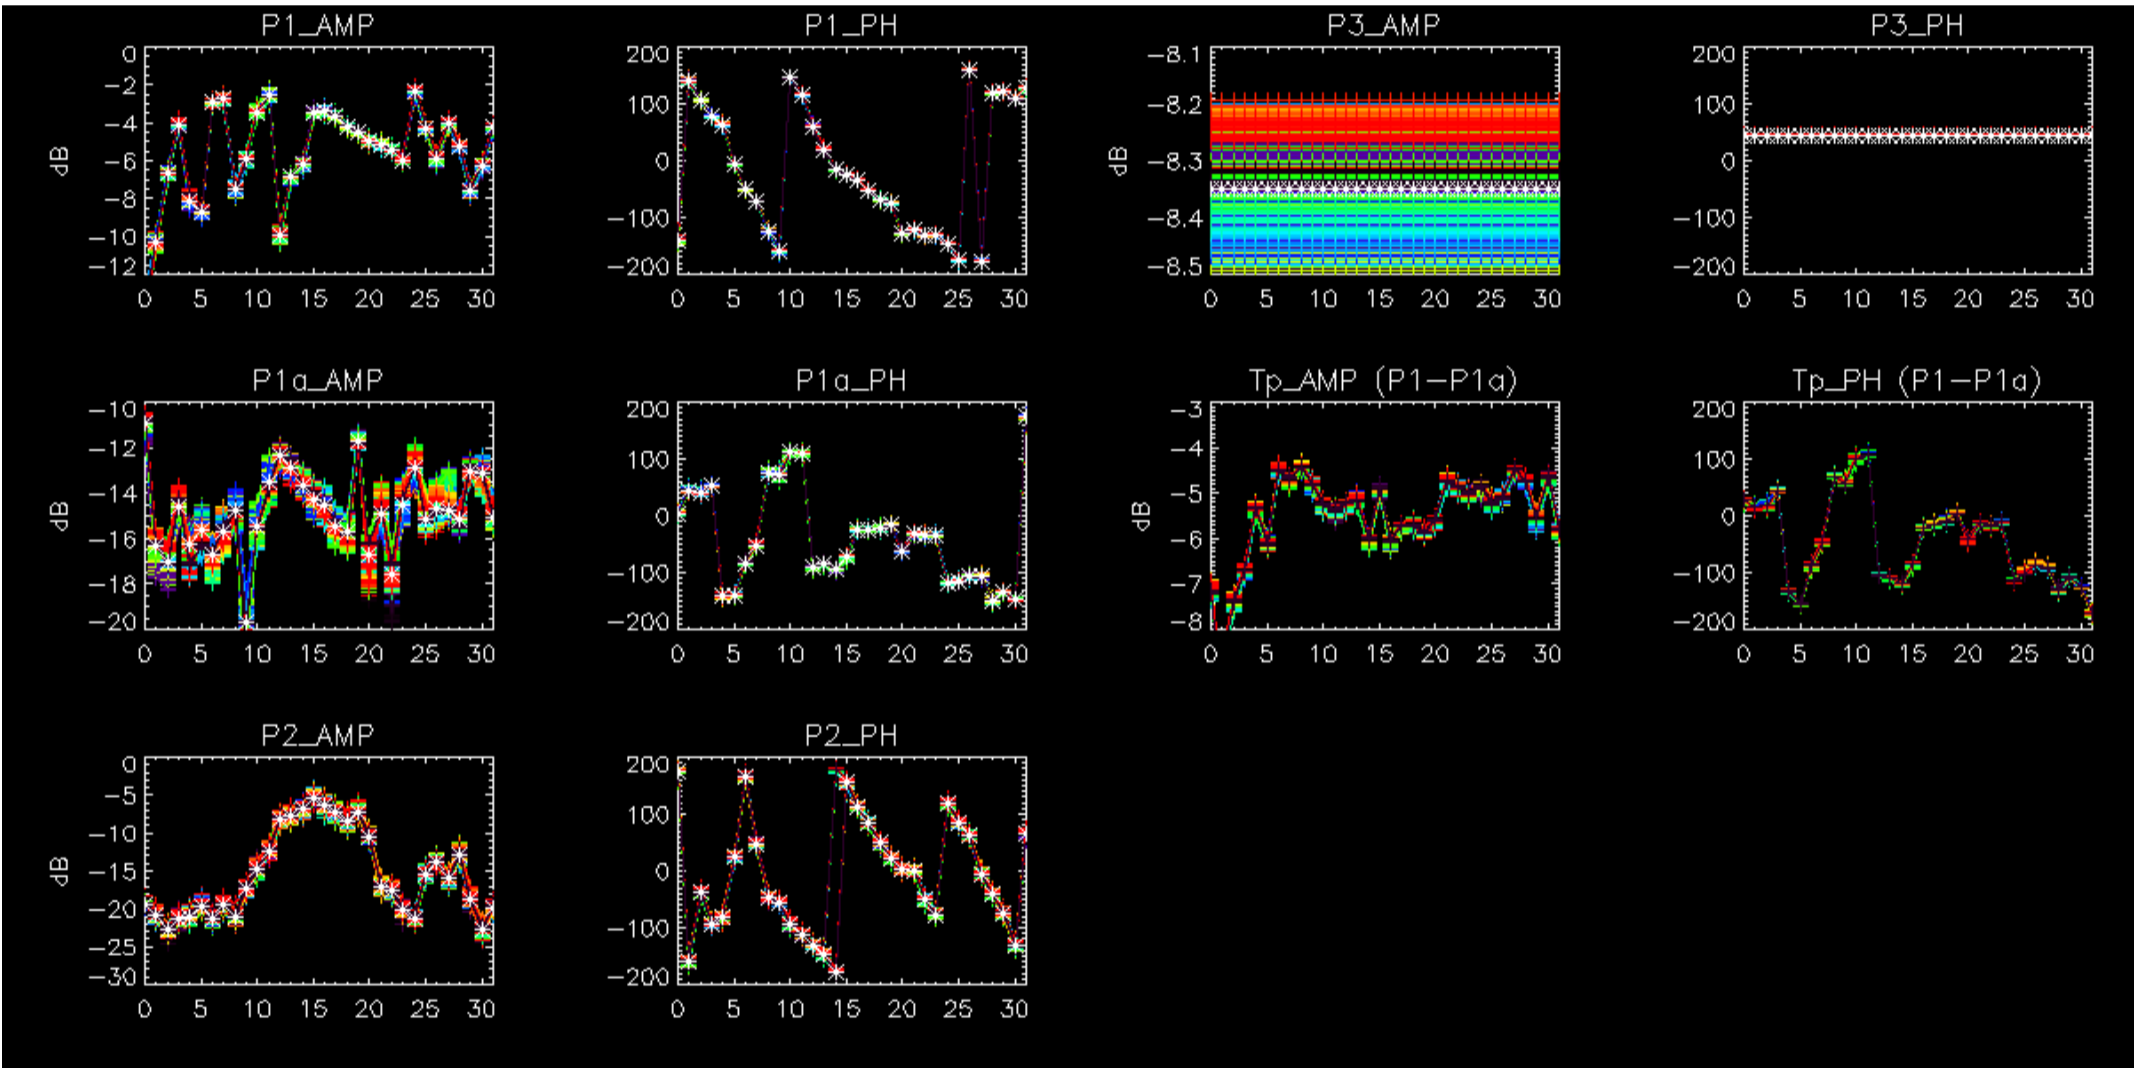 P1_AMP P1_PH P3_AMP P3_PH
0 200 -8.1 200
-2 100 -8.2 100
-4 0 -8.3 0
-6 -100 -8.4 -100
-8 -200 -8.5 -200
-10
-12
dB dB
0 5 10 15 20 25 30 0 5 10 15 20 25 30 0 5 10 15 20 25 30 0 5 10 15 20 25 30
P1a_AMP P1a_PH Tp_AMP (P1-P1a) Tp_PH (P1-P1a)
-10 200 -3 200
-12 100 -4 100
-14 0 -5 0
-16 -100 -6 -100
-18 -200 -7 -200
-20 -8
dB dB
0 5 10 15 20 25 30 0 5 10 15 20 25 30 0 5 10 15 20 25 30 0 5 10 15 20 25 30
P2_AMP P2_PH
0 200
-5 100
-10 0
-15 -100
-20 -200
-25
-30
dB
0 5 10 15 20 25 30 0 5 10 15 20 25 30